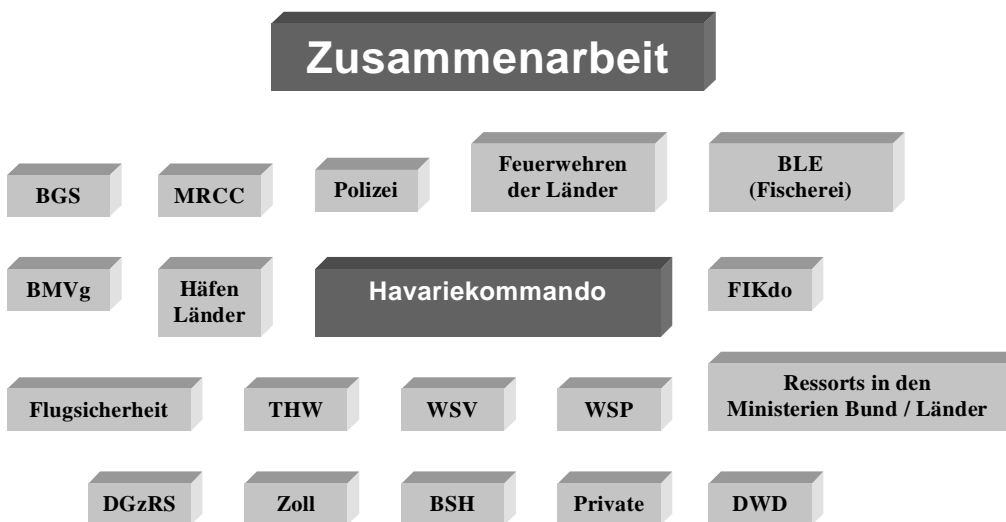 Zusammenarbeit
BGS
MRCC
Polizei
Feuerwehren
der Länder
BLE
(Fischerei)
BMVg
Häfen
Länder
Havariekommando
FlKdo
Flugsicherheit
THW
WSV
WSP
Ressorts in den
Ministerien Bund / Länder
DGzRS
Zoll
BSH
Private
DWD